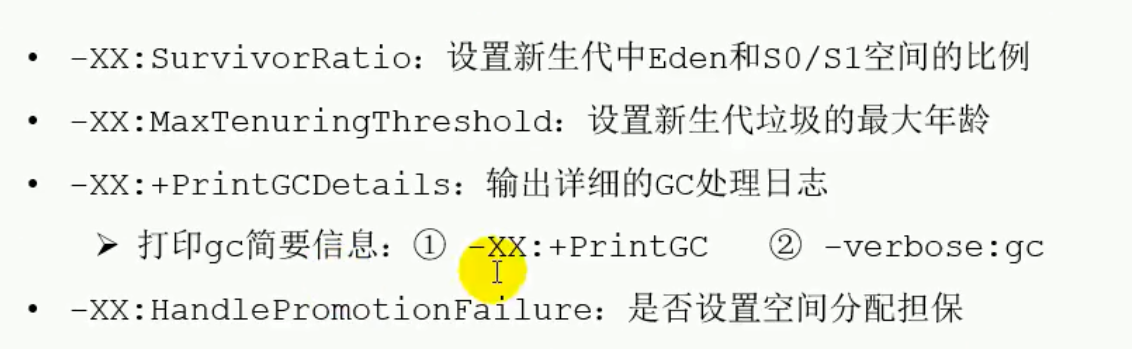 • -XX:SurvivorRatio：设置新生代中Eden和S0/S1空间的比例
• -XX:MaxTenuringThreshold：设置新生代垃圾的最大年龄
• -XX:+PrintGCDetails：输出详细的GC处理日志
➢ 打印gc简要信息：① -XX:+PrintGC ② -verbose:gc
• -XX:HandlePromotionFailure：是否设置空间分配担保